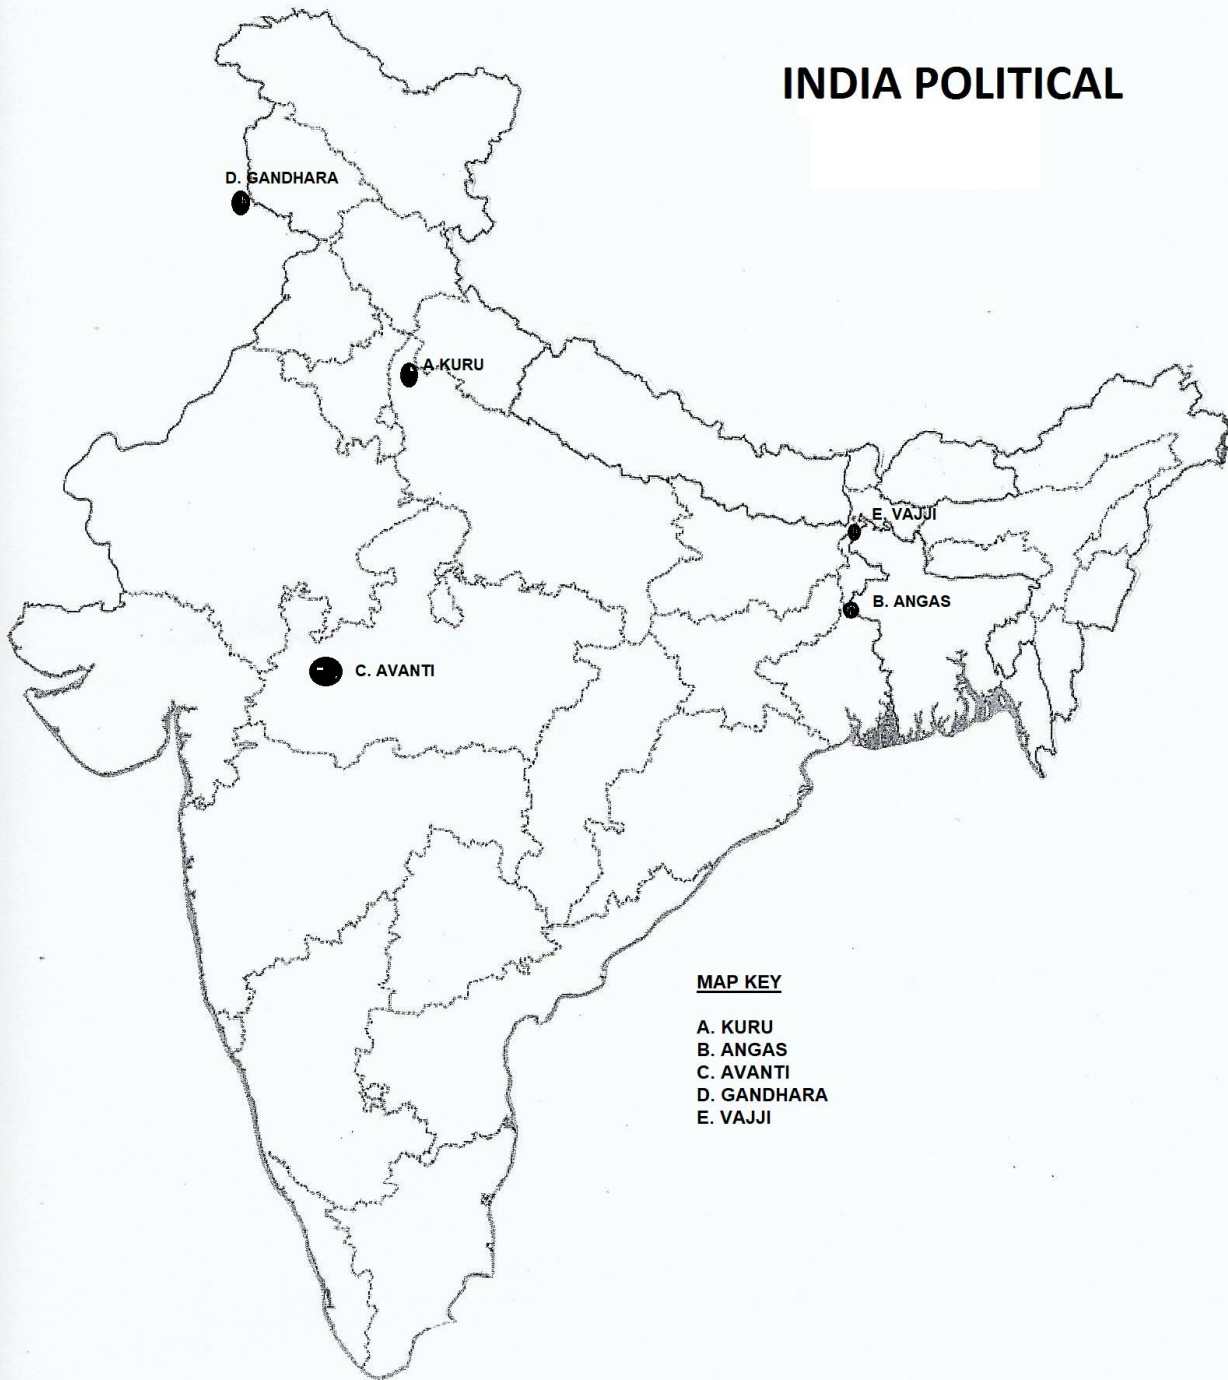 INDIA POLITICAL
D. GANDHARA
A.KURU
E. VAJJI
B. ANGAS
C. AVANTI
MAP KEY
A. KURU
B. ANGAS
C. AVANTI
D. GANDHARA
E. VAJJI